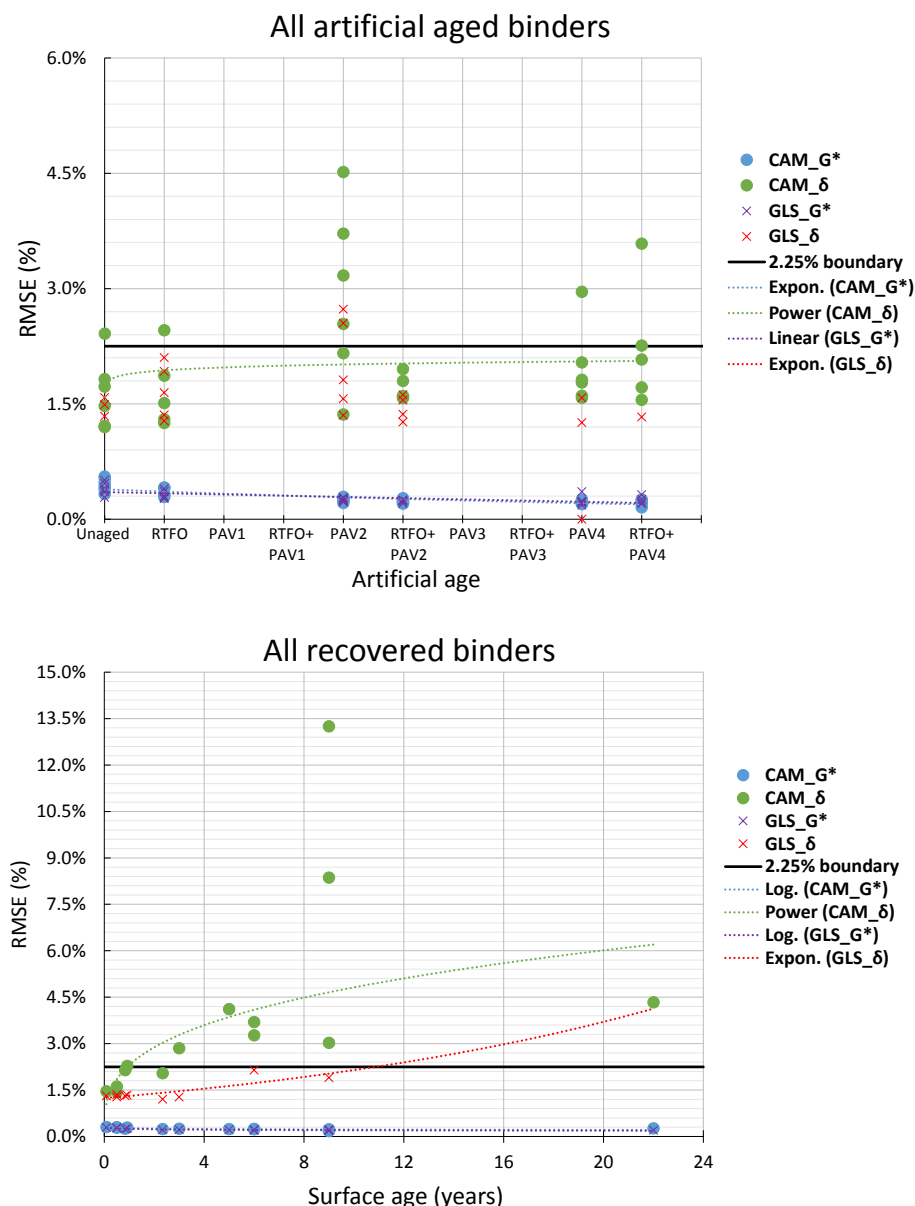 All artificial aged binders
6.0%
4.5%
3.0%
1.5%
0.0%
RMSE (%)
Unaged RTFO PAV1 RTFO+ PAV2 RTFO+ PAV3 RTFO+ PAV4 RTFO+
PAV1 PAV2 PAV3 PAV4
Artificial age
CAM_G*
CAM_δ
GLS_G*
GLS_δ
2.25% boundary
Expon. (CAM_G*)
Power (CAM_δ)
Linear (GLS_G*)
Expon. (GLS_δ)
All recovered binders
15.0%
13.5%
12.0%
10.5%
9.0%
7.5%
6.0%
4.5%
3.0%
1.5%
0.0%
RMSE (%)
0 4 8 12 16 20 24
Surface age (years)
CAM_G*
CAM_δ
GLS_G*
GLS_δ
2.25% boundary
Log. (CAM_G*)
Power (CAM_δ)
Log. (GLS_G*)
Expon. (GLS_δ)